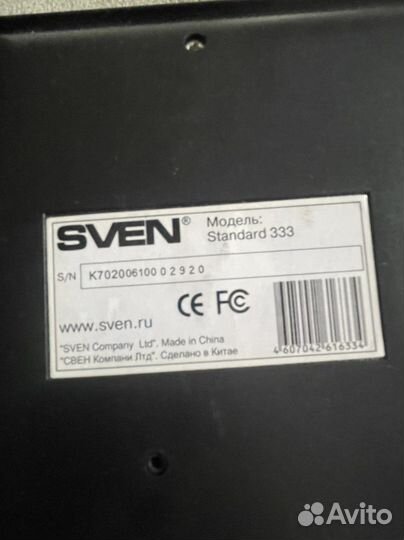 SVEN®
Модель:
Standard 333
S/N K702006100 0 2 9 2 0
CE FC
www.sven.ru
"SVEN Company Ltd". Made in China
"СВЕН Компани Лтд". Сделано в Китае
4 607042 616334
Avito